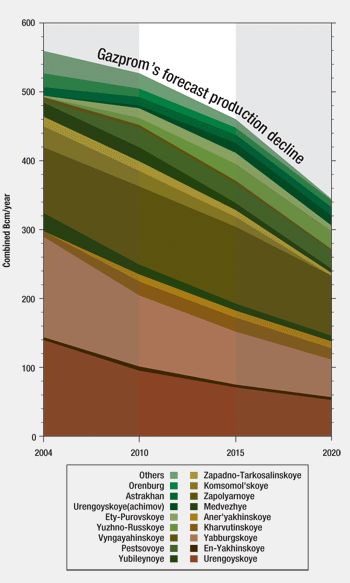 600
Gazprom's forecast production decline
500
400
300
200
100
0
Combined Bcm/year
2004 2010 2015 2020
Others Zapadno-Tarkosalinskoye
Orenburg Komsomol'skoye
Astrakhan Zapolyarnoye
Urengoyskoye(achimov) Medvezhye
Ety-Purovskoye Aner'yakhinskoye
Yuzhno-Russkoye Kharvutinskoye
Vyngayahinskoye Yabburgskoye
Pestsovoye En-Yakhinskoye
Yubileynoye Urengoyskoye